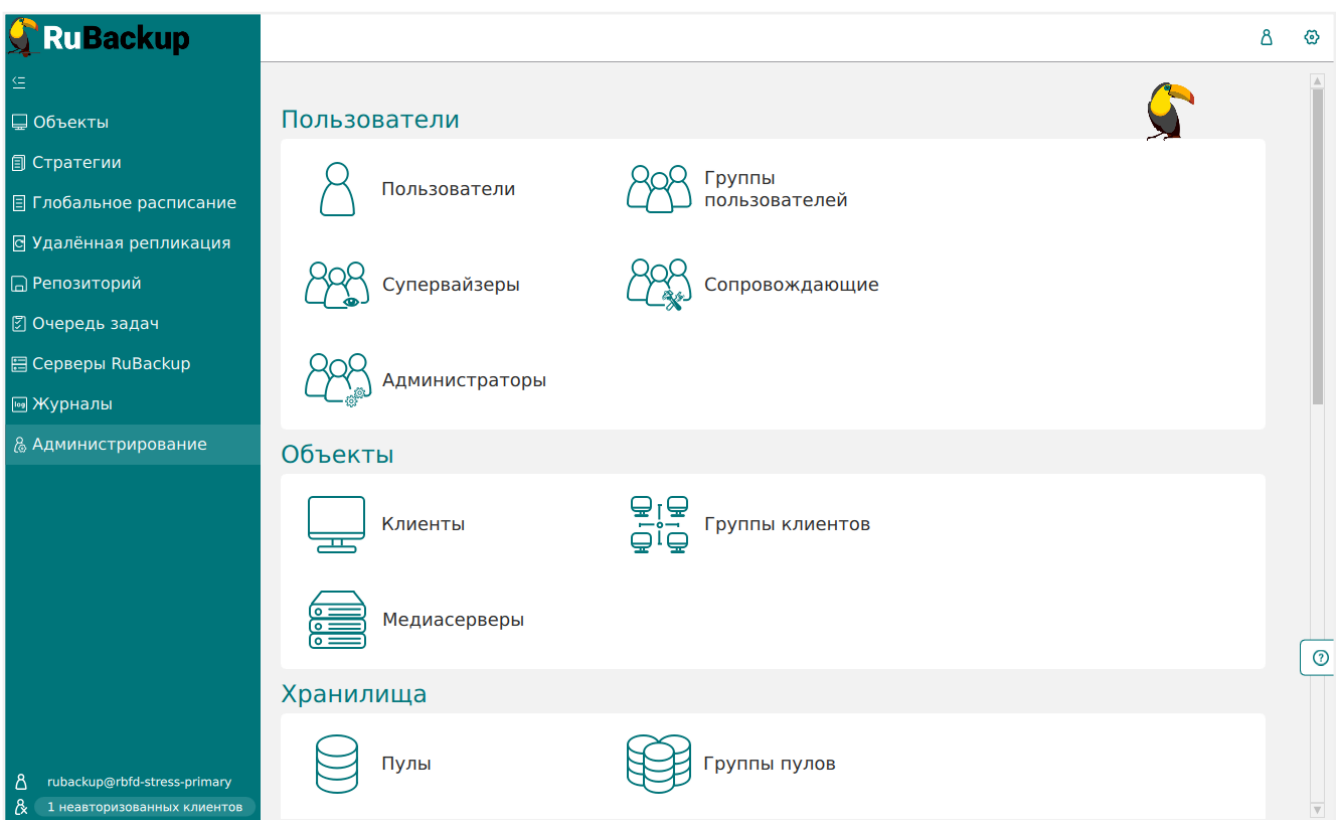 RuBackup
Объекты
Стратегии
Глобальное расписание
Удалённая репликация
Репозиторий
Очередь задач
Серверы RuBackup
log Журналы
Администрирование
rubackup@rbfd-stress-primary
1 неавторизованных клиентов
Пользователи
Пользователи
Группы
пользователей
Супервайзеры
Сопровождающие
Администраторы
Объекты
Клиенты
Группы клиентов
Медиасерверы
Хранилища
Пулы
Группы пулов
?